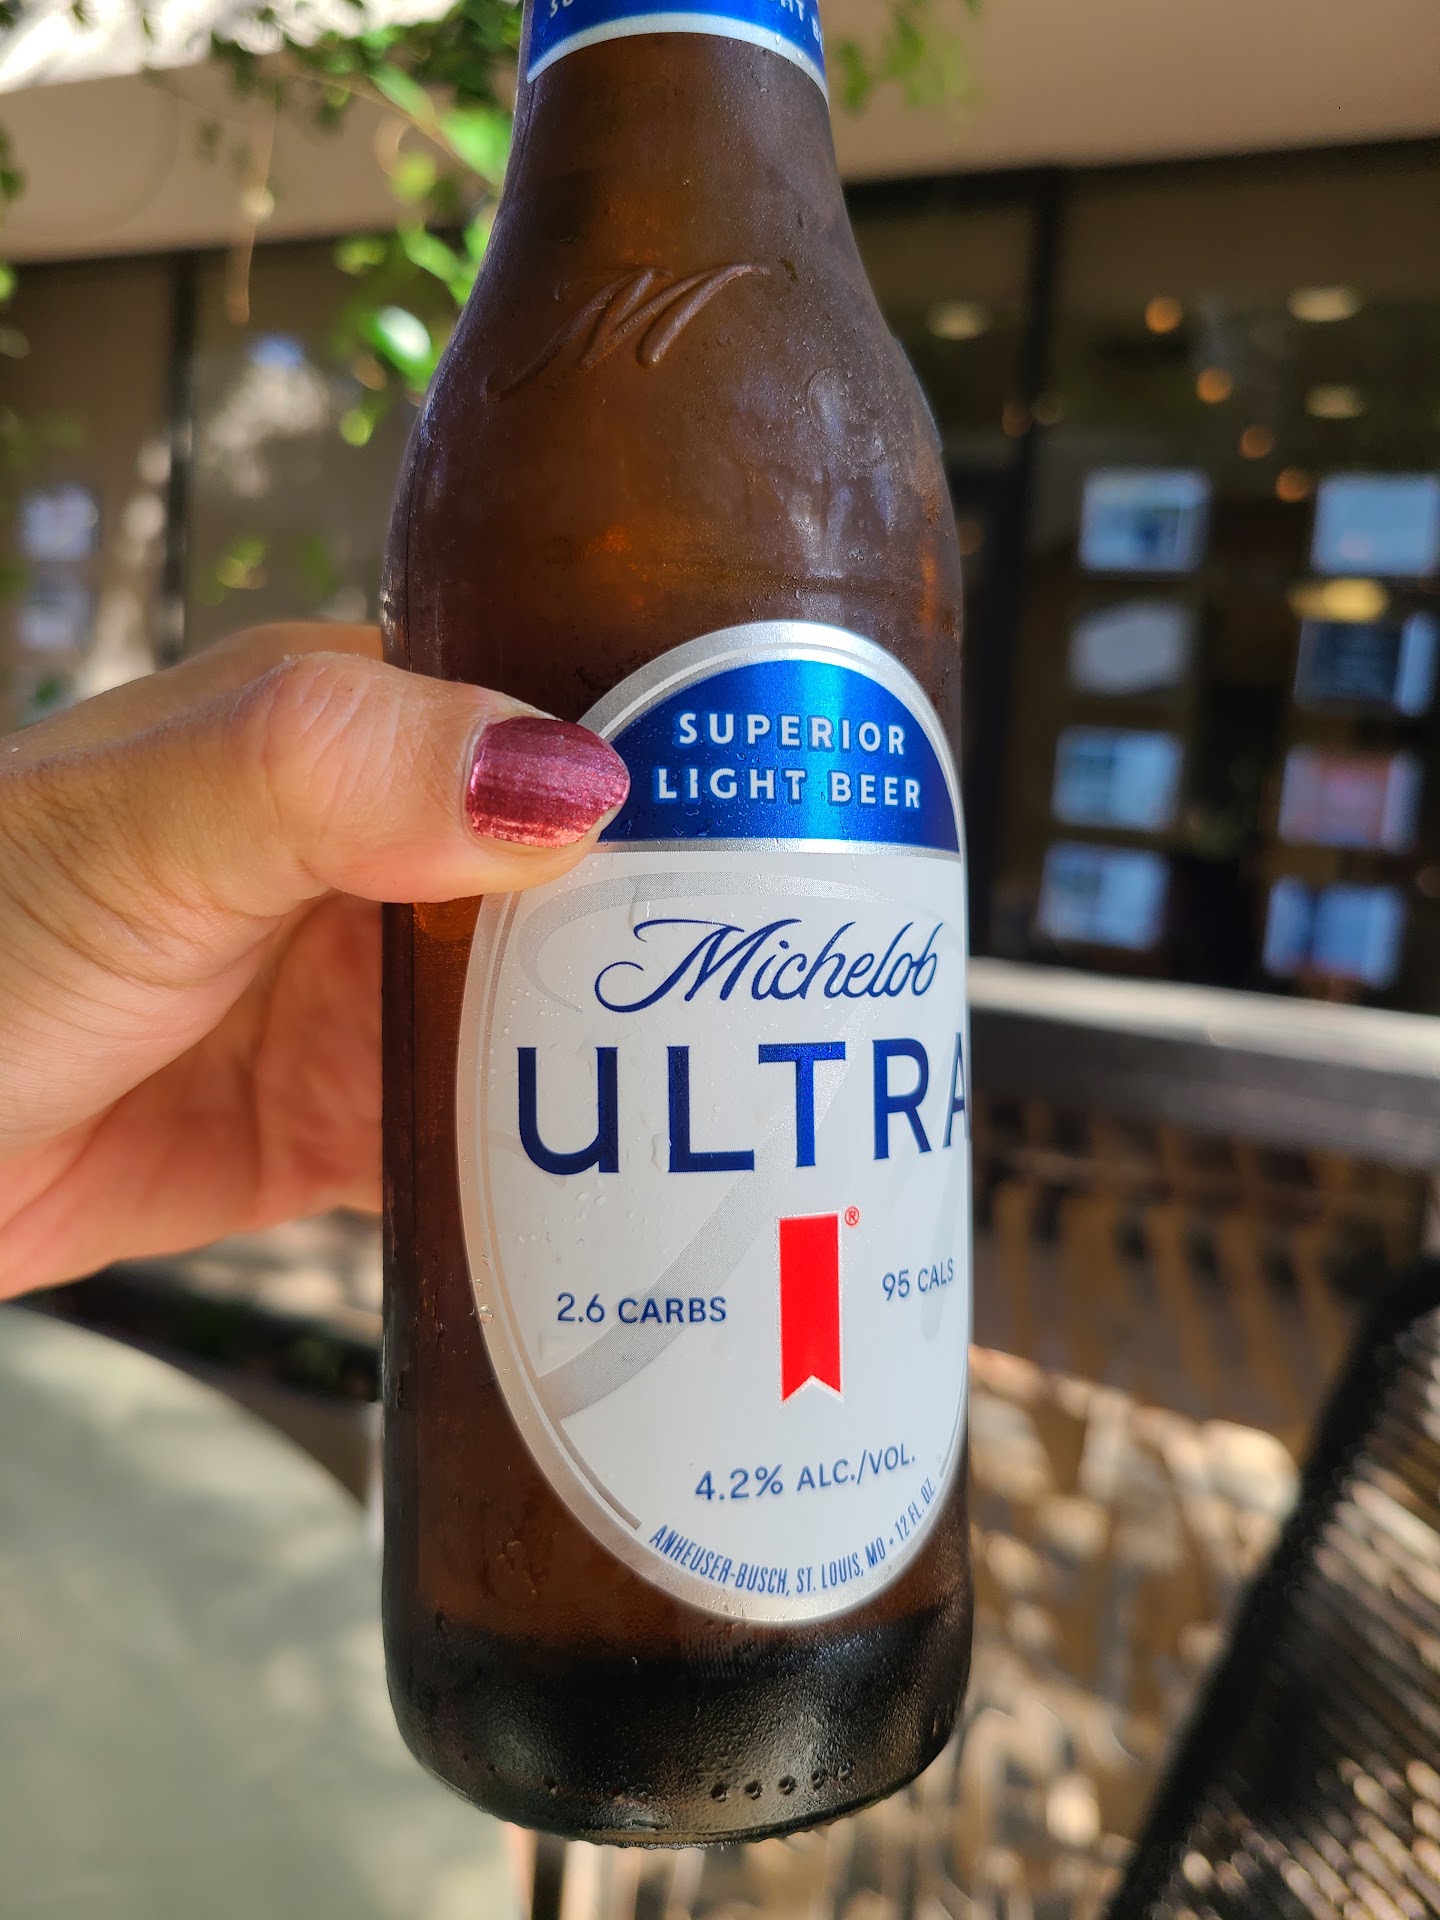 M
SUPERIOR
LIGHT BEER
Michelob
ULTRA
®
2.6 CARBS
95 CALS
4.2% ALC./VOL.
ANHEUSER-BUSCH, ST. LOUIS, MO • 12 FL. OZ.